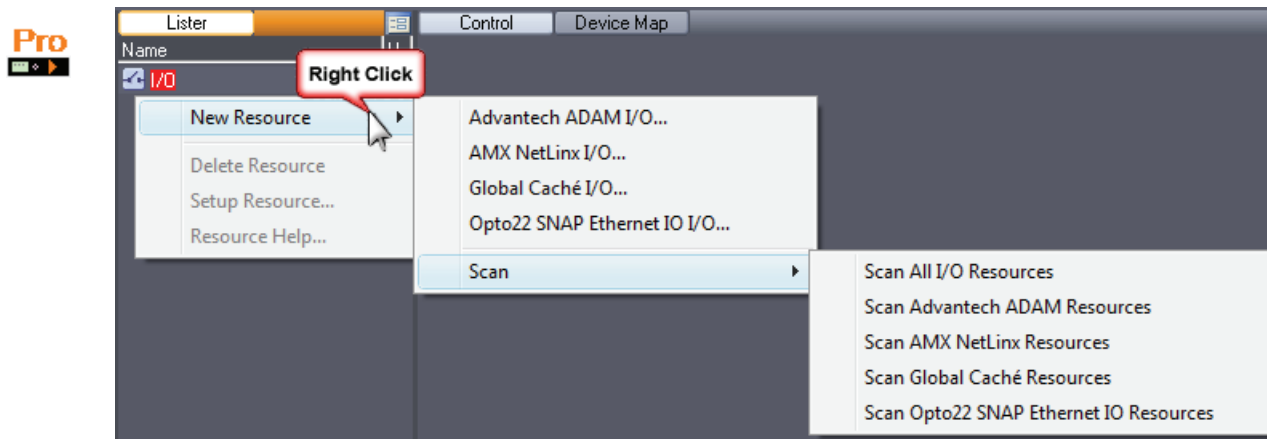 Pro
Lister
Control
Device Map
Name
I/O
Right Click
New Resource
Delete Resource
Setup Resource...
Resource Help...
Advantech ADAM I/O...
AMX NetLinx I/O...
Global Caché I/O...
Opto22 SNAP Ethernet IO I/O...
Scan
Scan All I/O Resources
Scan Advantech ADAM Resources
Scan AMX NetLinx Resources
Scan Global Caché Resources
Scan Opto22 SNAP Ethernet IO Resources